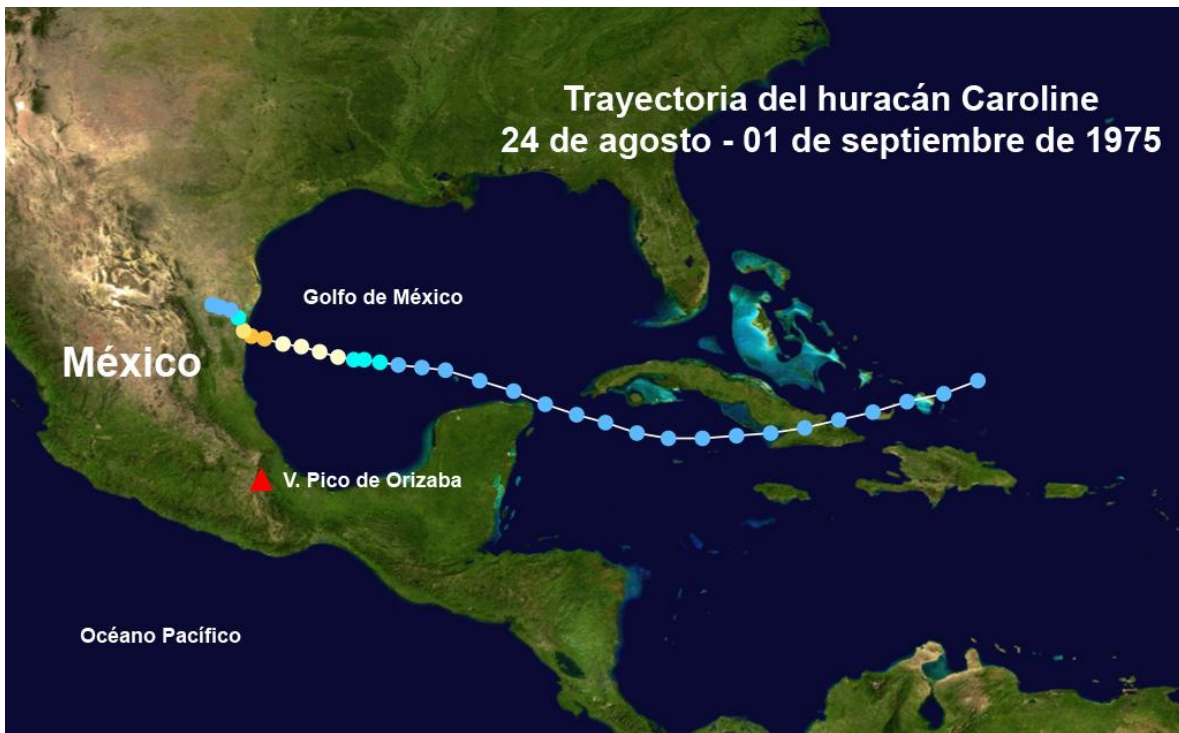 Trayectoria del huracán Caroline
24 de agosto - 01 de septiembre de 1975
Golfo de México
México
V. Pico de Orizaba
Océano Pacífico